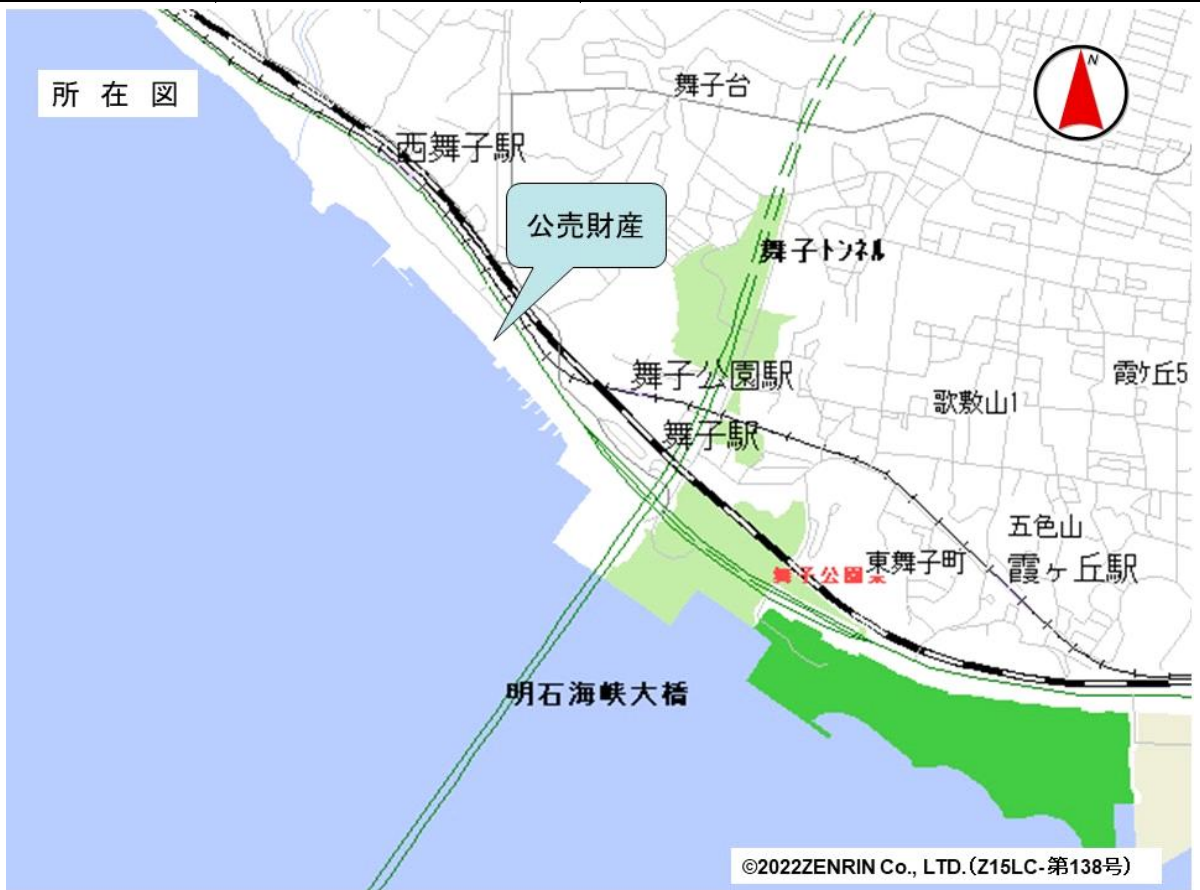 所在図
N
舞子台
西舞子駅
公売財産
舞子トンネル
舞子公園駅
霞ヶ丘5
歌敷山1
舞子駅
五色山
東舞子町
霞ヶ丘駅
舞子公園
明石海峡大橋
©2022ZENRIN Co., LTD.(Z15LC-第138号)